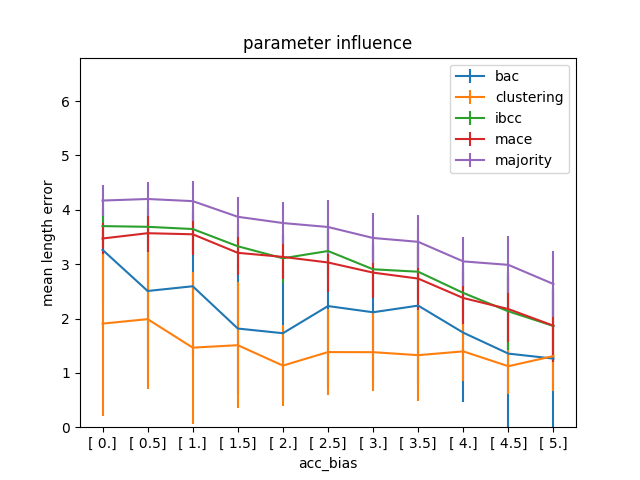 parameter influence
mean length error
6
5
4
3
2
1
0
bac
clustering
ibcc
mace
majority
[ 0.] [ 0.5] [ 1.] [ 1.5] [ 2.] [ 2.5] [ 3.] [ 3.5] [ 4.] [ 4.5] [ 5.]
acc_bias